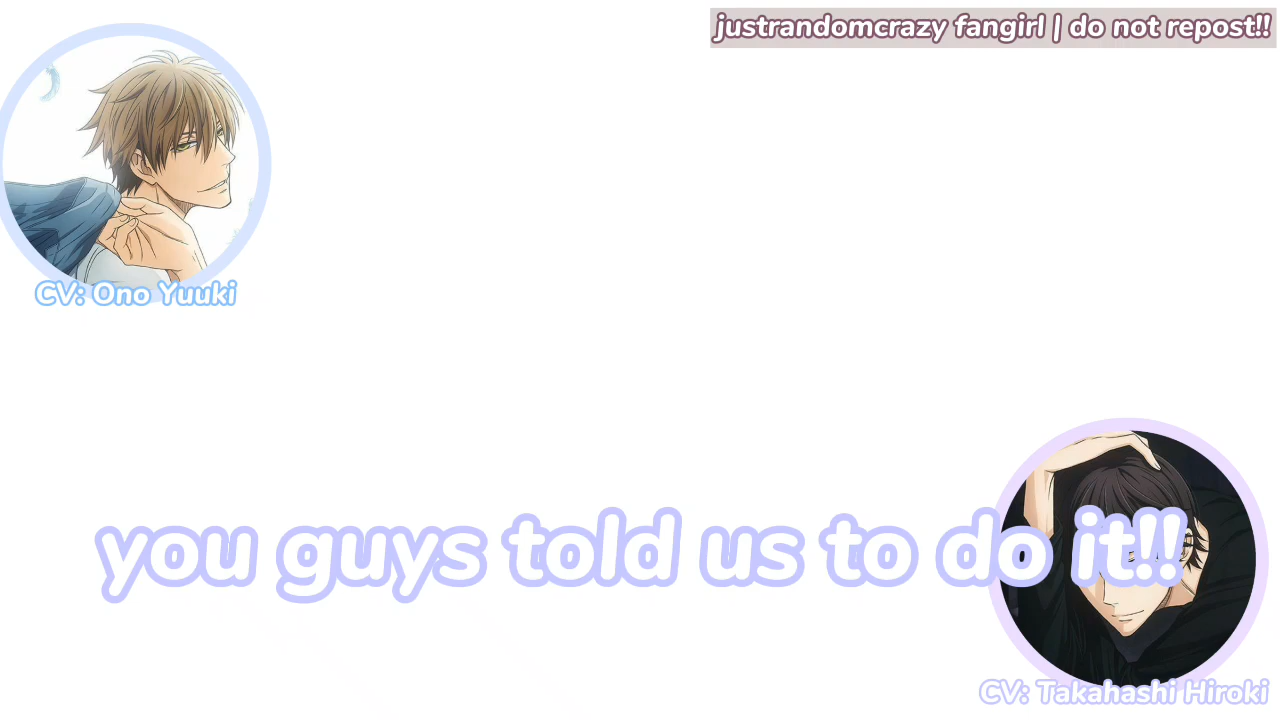 justrandomcrazy fangirl | do not repost!!
CV: Ono Yuuki
you guys told us to do it!!
CV: Takahashi Hiroki